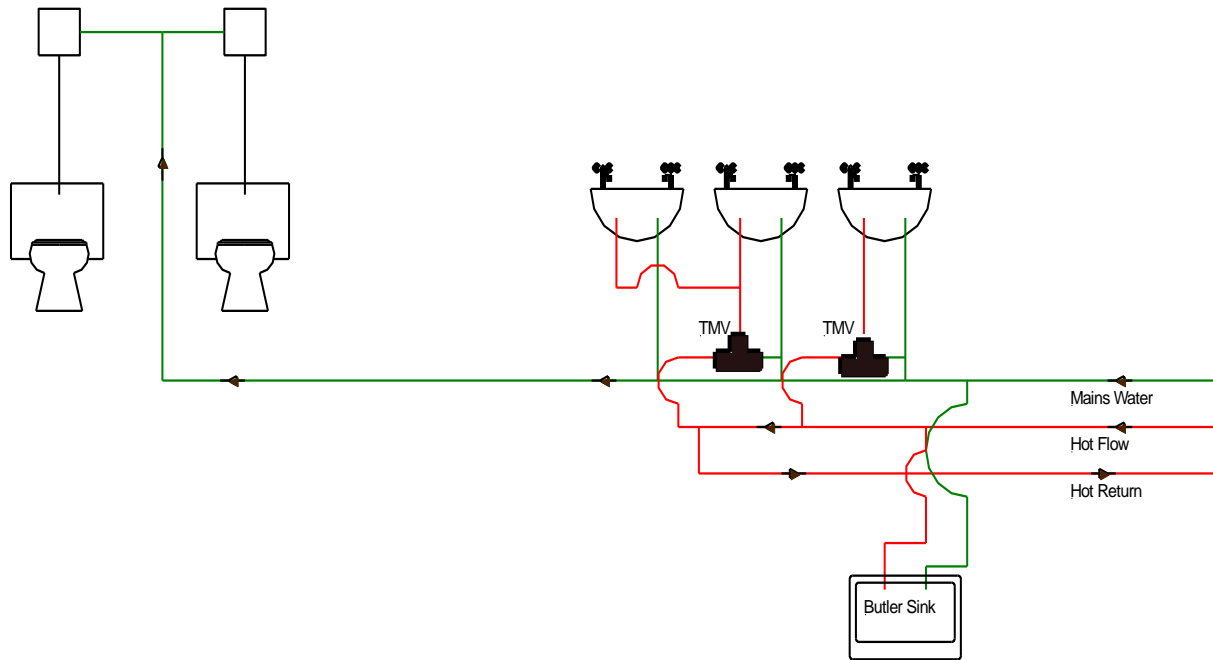 TMV
TMV
Mains Water
Hot Flow
Hot Return
Butler Sink